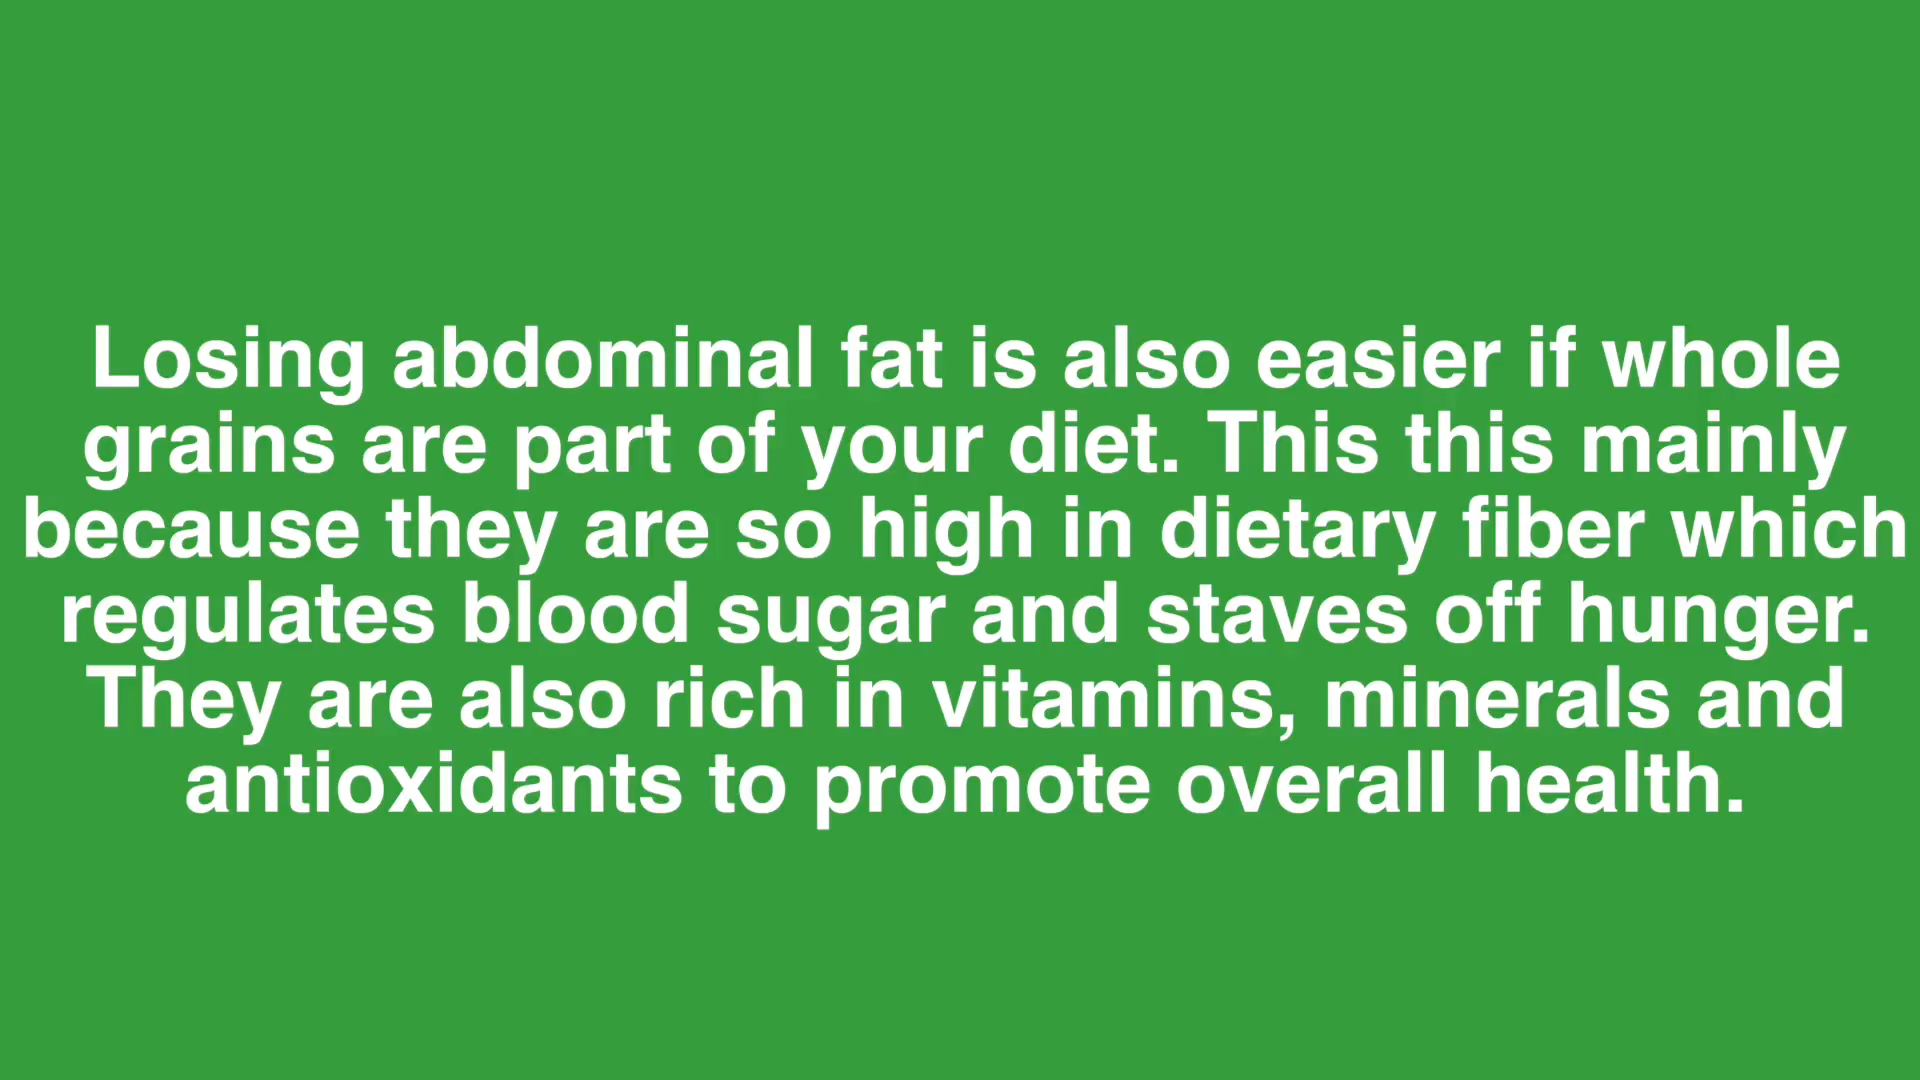 Losing abdominal fat is also easier if whole
grains are part of your diet. This this mainly
because they are so high in dietary fiber which
regulates blood sugar and staves off hunger.
They are also rich in vitamins, minerals and
antioxidants to promote overall health.